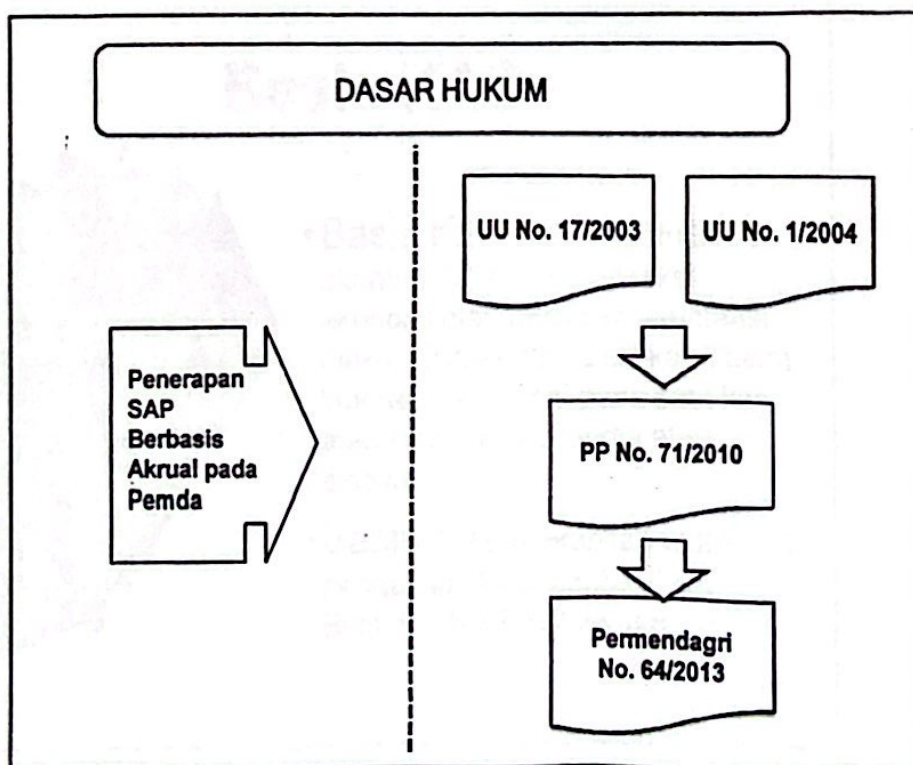 DASAR HUKUM
Penerapan
SAP
Berbasis
Akrual pada
Pemda
UU No. 17/2003
UU No. 1/2004
PP No. 71/2010
Permendagri
No. 64/2013